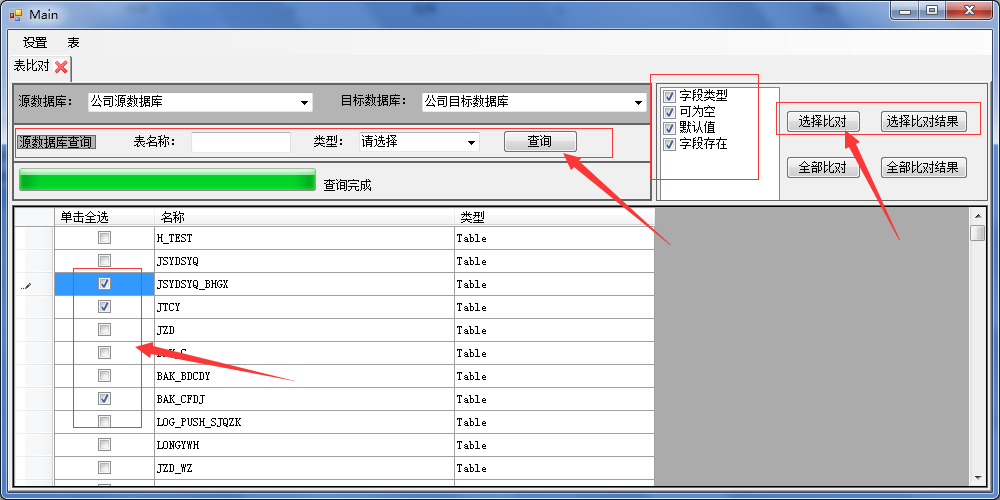 Main
设置 表
表比对
源数据库： 公司源数据库 目标数据库： 公司目标数据库
源数据库查询 表名称： 类型： 请选择 查询
查询完成
字段类型
可为空
默认值
字段存在
选择比对 选择比对结果
全部比对 全部比对结果
单击全选 名称 类型
H_TEST Table
JSYDSYQ Table
JSYDSYQ_BHGX Table
JTCY Table
JZD Table
Table
BAK_BDCDY Table
BAK_CFDJ Table
LOG_PUSH_SJQZK Table
LONGYWH Table
JZD_WZ Table